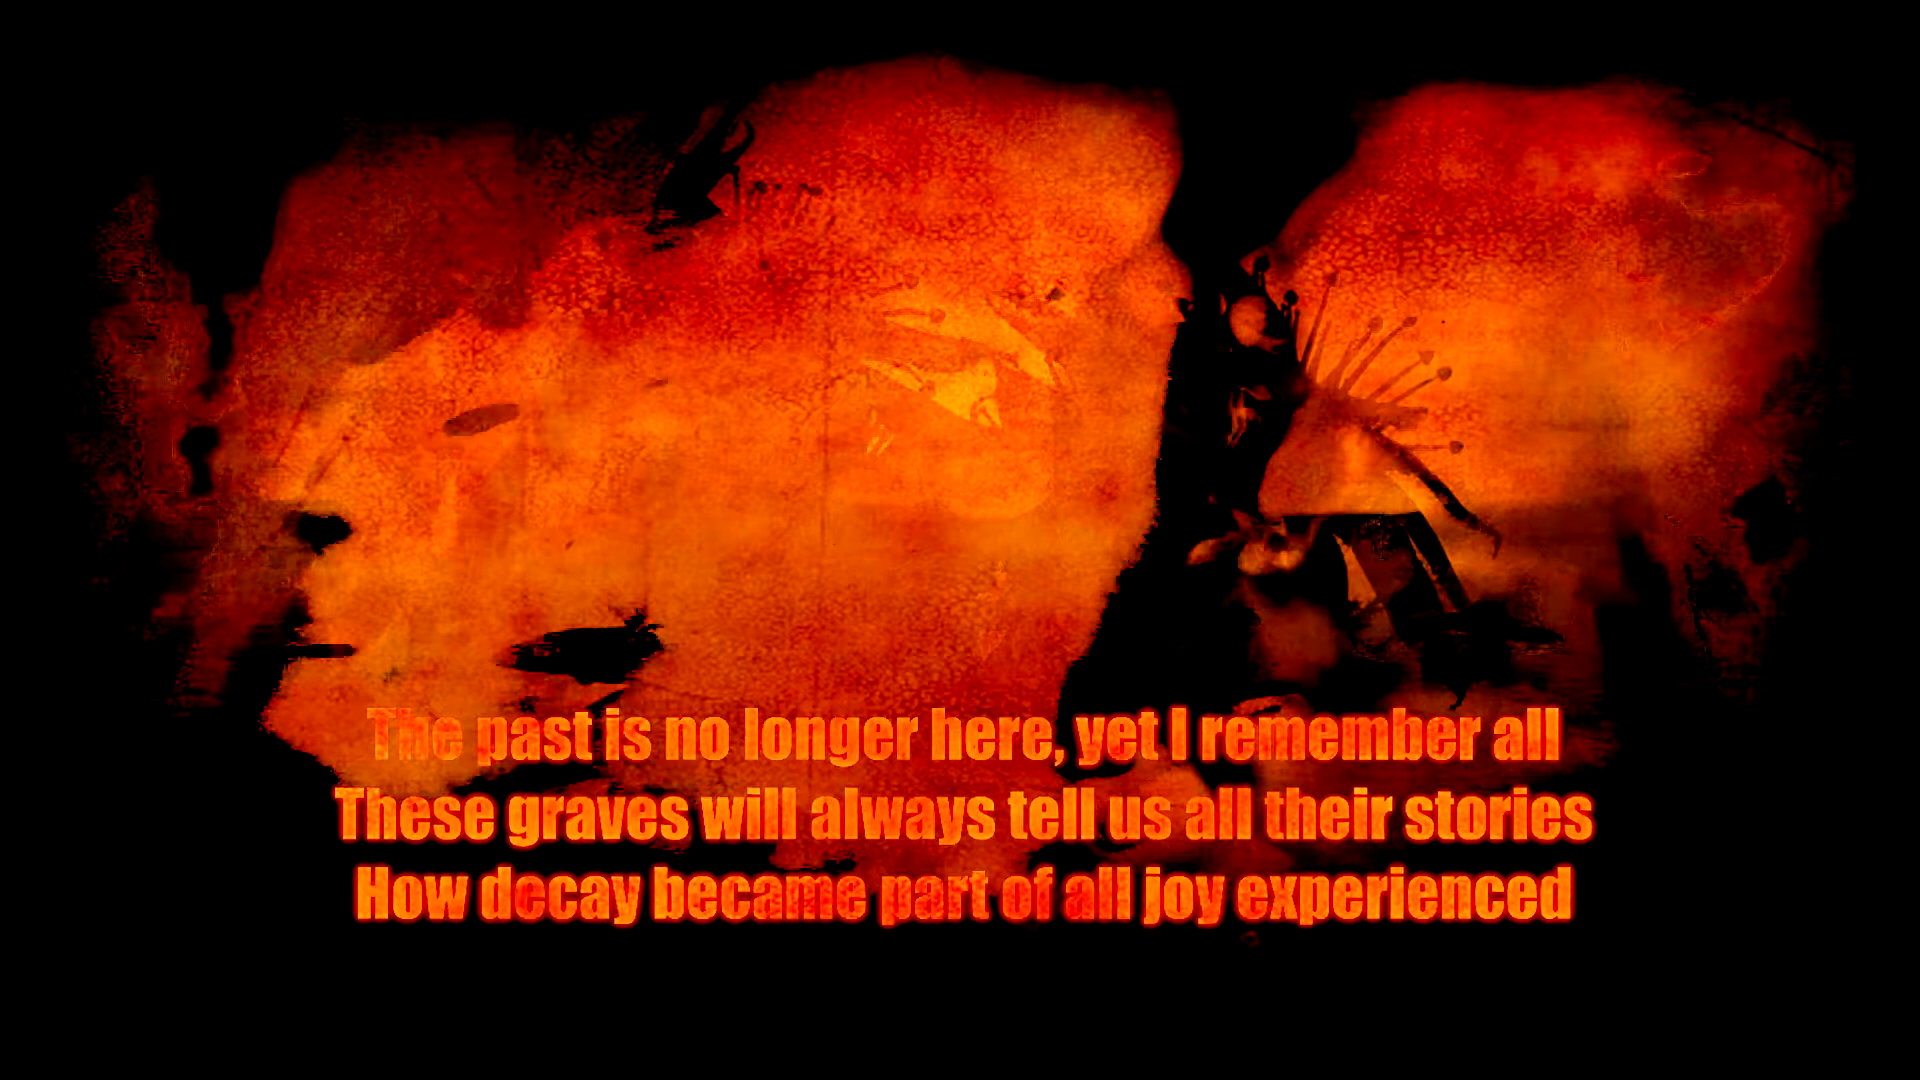 The past is no longer here, yet I remember all
These graves will always tell us all their stories
How decay became part of all joy experienced